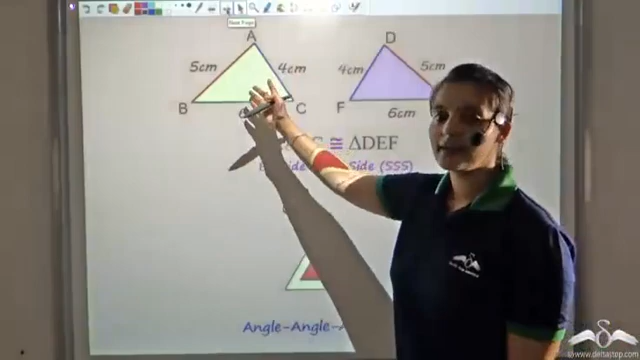 Next Page
A
D
5cm
4cm
4cm
5cm
B
C
F
6cm
≅ ΔDEF
Side (SSS)
Angle-Angle-
www.deltastep.com